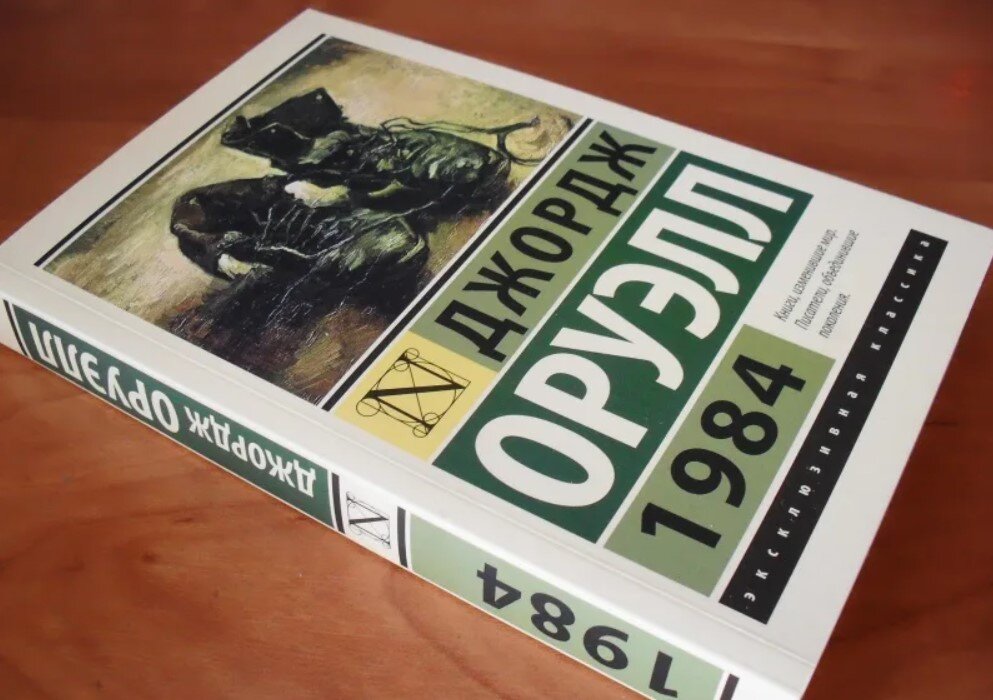 ДЖОРДЖ
ОРУЭЛЛ
1984
Книги, изменившие мир.
Писатели, объединившие
поколения.
эксклюзивная классика
N
ДЖОРДЖ ОРУЭЛЛ
N
1984